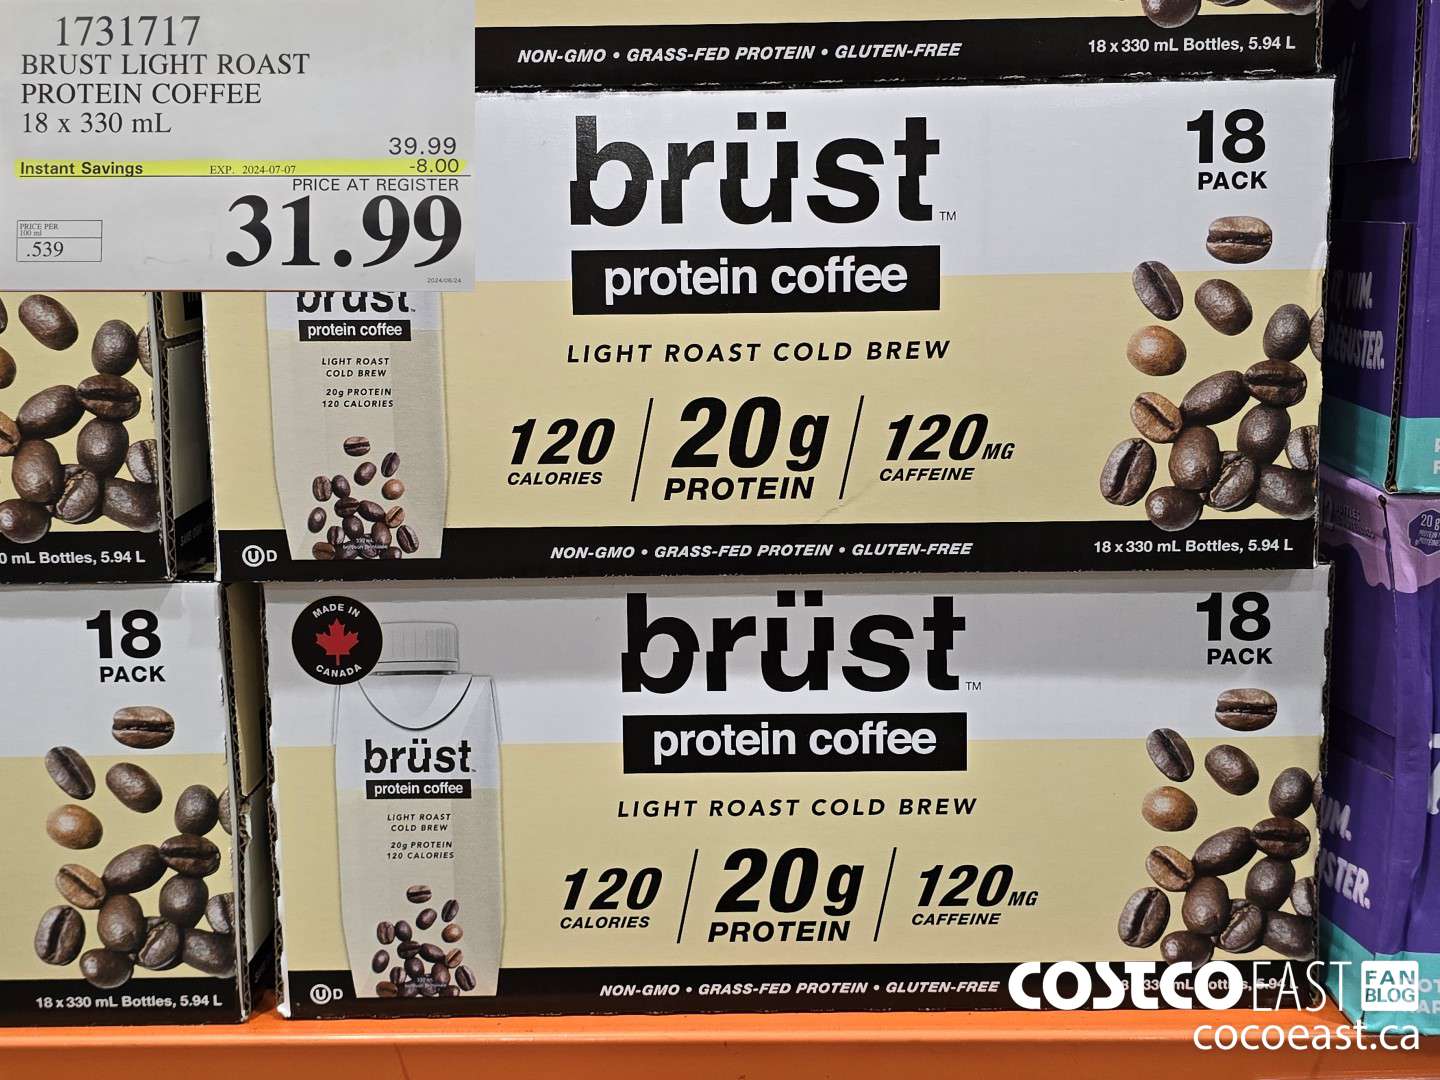 1731717
BRUST LIGHT ROAST
PROTEIN COFFEE
18 x 330 mL
39.99
Instant Savings EXP. 2024-07-07 -8.00
PRICE AT REGISTER
31.99
PRICE PER
100 ml
.539
2024/06/24
NON-GMO • GRASS-FED PROTEIN • GLUTEN-FREE
18 x 330 mL Bottles, 5.94 L
brüst™
protein coffee
LIGHT ROAST COLD BREW
120 CALORIES
20g PROTEIN
120MG CAFFEINE
18
PACK
brüst
protein coffee
LIGHT ROAST
COLD BREW
20g PROTEIN
120 CALORIES
U D
NON-GMO • GRASS-FED PROTEIN • GLUTEN-FREE
18 x 330 mL Bottles, 5.94 L
0 mL Bottles, 5.94 L
18
PACK
18 x 330 mL Bottles, 5.94 L
MADE IN
CANADA
brüst™
protein coffee
LIGHT ROAST COLD BREW
120 CALORIES
20g PROTEIN
120MG CAFFEINE
18
PACK
brüst
protein coffee
LIGHT ROAST
COLD BREW
20g PROTEIN
120 CALORIES
U D
NON-GMO • GRASS-FED PROTEIN • GLUTEN-FREE
YUM.
20 g
COSTCO EAST FAN BLOG
cocoeast.ca